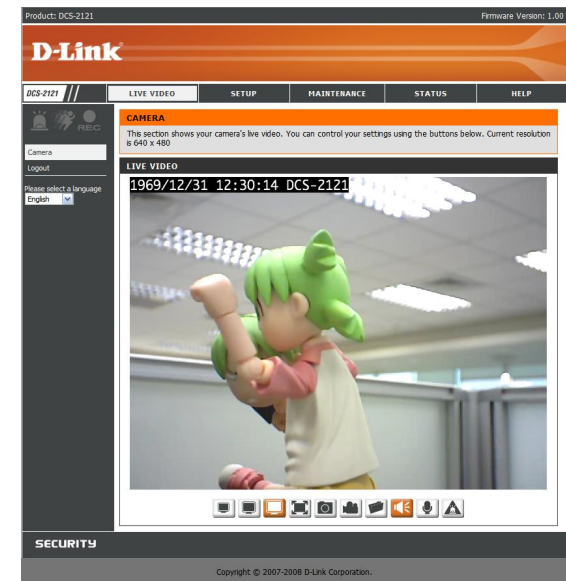 Product: DCS-2121
Firmware Version: 1.00
D-Link
DCS-2121
LIVE VIDEO
SETUP
MAINTENANCE
STATUS
HELP
REC
CAMERA
This section shows your camera's live video. You can control your settings using the buttons below. Current resolution
is 640 x 480
Camera
Logout
LIVE VIDEO
Please select a language
English
1969/12/31 12:30:14 DCS-2121
SECURITY
Copyright © 2007-2008 D-Link Corporation.